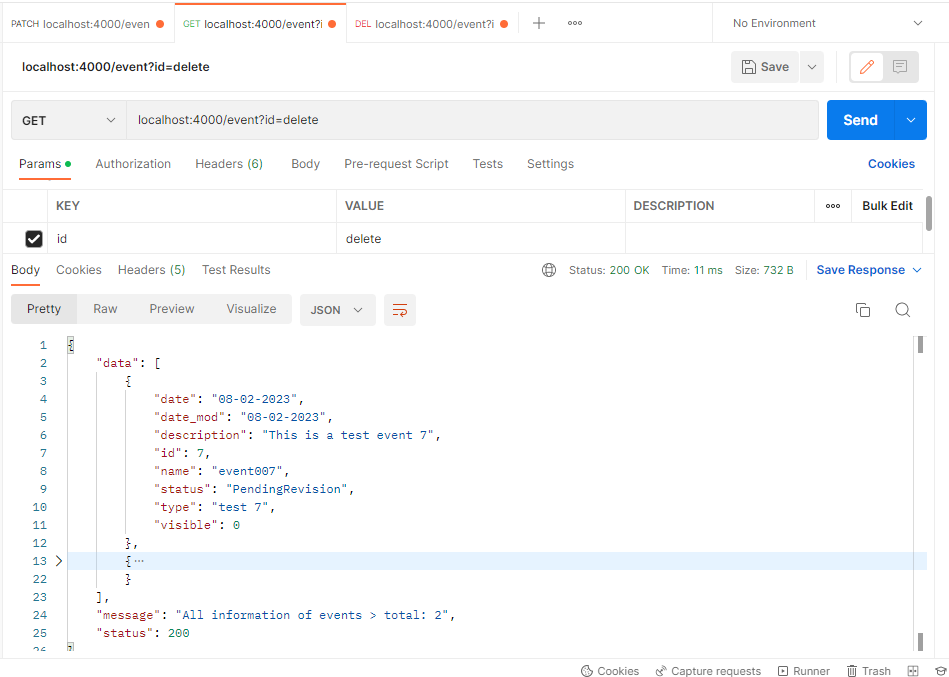 PATCH localhost:4000/even GET localhost:4000/event?i DEL localhost:4000/event?i No Environment
localhost:4000/event?id=delete Save
GET localhost:4000/event?id=delete Send
Params Authorization Headers (6) Body Pre-request Script Tests Settings Cookies
KEY VALUE DESCRIPTION Bulk Edit
id delete
Body Cookies Headers (5) Test Results Status: 200 OK Time: 11 ms Size: 732 B Save Response
Pretty Raw Preview Visualize JSON
1 {
2 "data": [
3 {
4 "date": "08-02-2023",
5 "date_mod": "08-02-2023",
6 "description": "This is a test event 7",
7 "id": 7,
8 "name": "event007",
9 "status": "PendingRevision",
10 "type": "test 7",
11 "visible": 0
12 },
13 {…
22 }
23 ],
24 "message": "All information of events > total: 2",
25 "status": 200
26 }
Cookies Capture requests Runner Trash